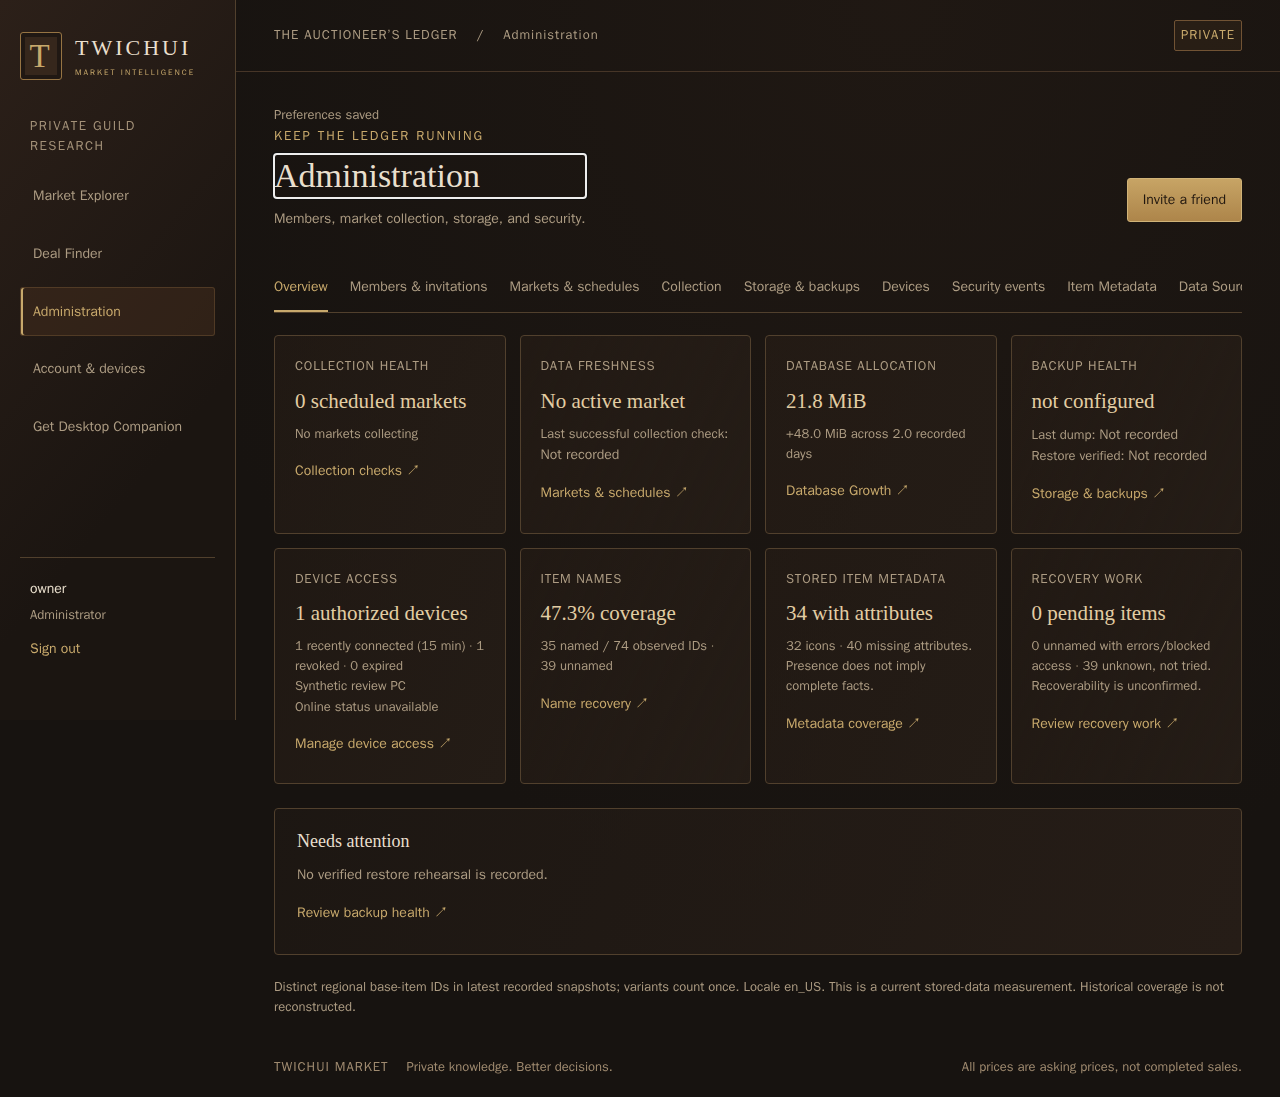 T
TWICHUI
MARKET INTELLIGENCE
PRIVATE GUILD
RESEARCH
Market Explorer
Deal Finder
Administration
Account & devices
Get Desktop Companion
owner
Administrator
Sign out
THE AUCTIONEER'S LEDGER / Administration
PRIVATE
Preferences saved
KEEP THE LEDGER RUNNING
Administration
Members, market collection, storage, and security.
Invite a friend
Overview Members & invitations Markets & schedules Collection Storage & backups Devices Security events Item Metadata Data Sour
COLLECTION HEALTH
0 scheduled markets
No markets collecting
Collection checks ↗
DATA FRESHNESS
No active market
Last successful collection check:
Not recorded
Markets & schedules ↗
DATABASE ALLOCATION
21.8 MiB
+48.0 MiB across 2.0 recorded
days
Database Growth ↗
BACKUP HEALTH
not configured
Last dump: Not recorded
Restore verified: Not recorded
Storage & backups ↗
DEVICE ACCESS
1 authorized devices
1 recently connected (15 min) · 1
revoked · 0 expired
Synthetic review PC
Online status unavailable
Manage device access ↗
ITEM NAMES
47.3% coverage
35 named / 74 observed IDs ·
39 unnamed
Name recovery ↗
STORED ITEM METADATA
34 with attributes
32 icons · 40 missing attributes.
Presence does not imply
complete facts.
Metadata coverage ↗
RECOVERY WORK
0 pending items
0 unnamed with errors/blocked
access · 39 unknown, not tried.
Recoverability is unconfirmed.
Review recovery work ↗
Needs attention
No verified restore rehearsal is recorded.
Review backup health ↗
Distinct regional base-item IDs in latest recorded snapshots; variants count once. Locale en_US. This is a current stored-data measurement. Historical coverage is not
reconstructed.
TWICHUI MARKET Private knowledge. Better decisions.
All prices are asking prices, not completed sales.